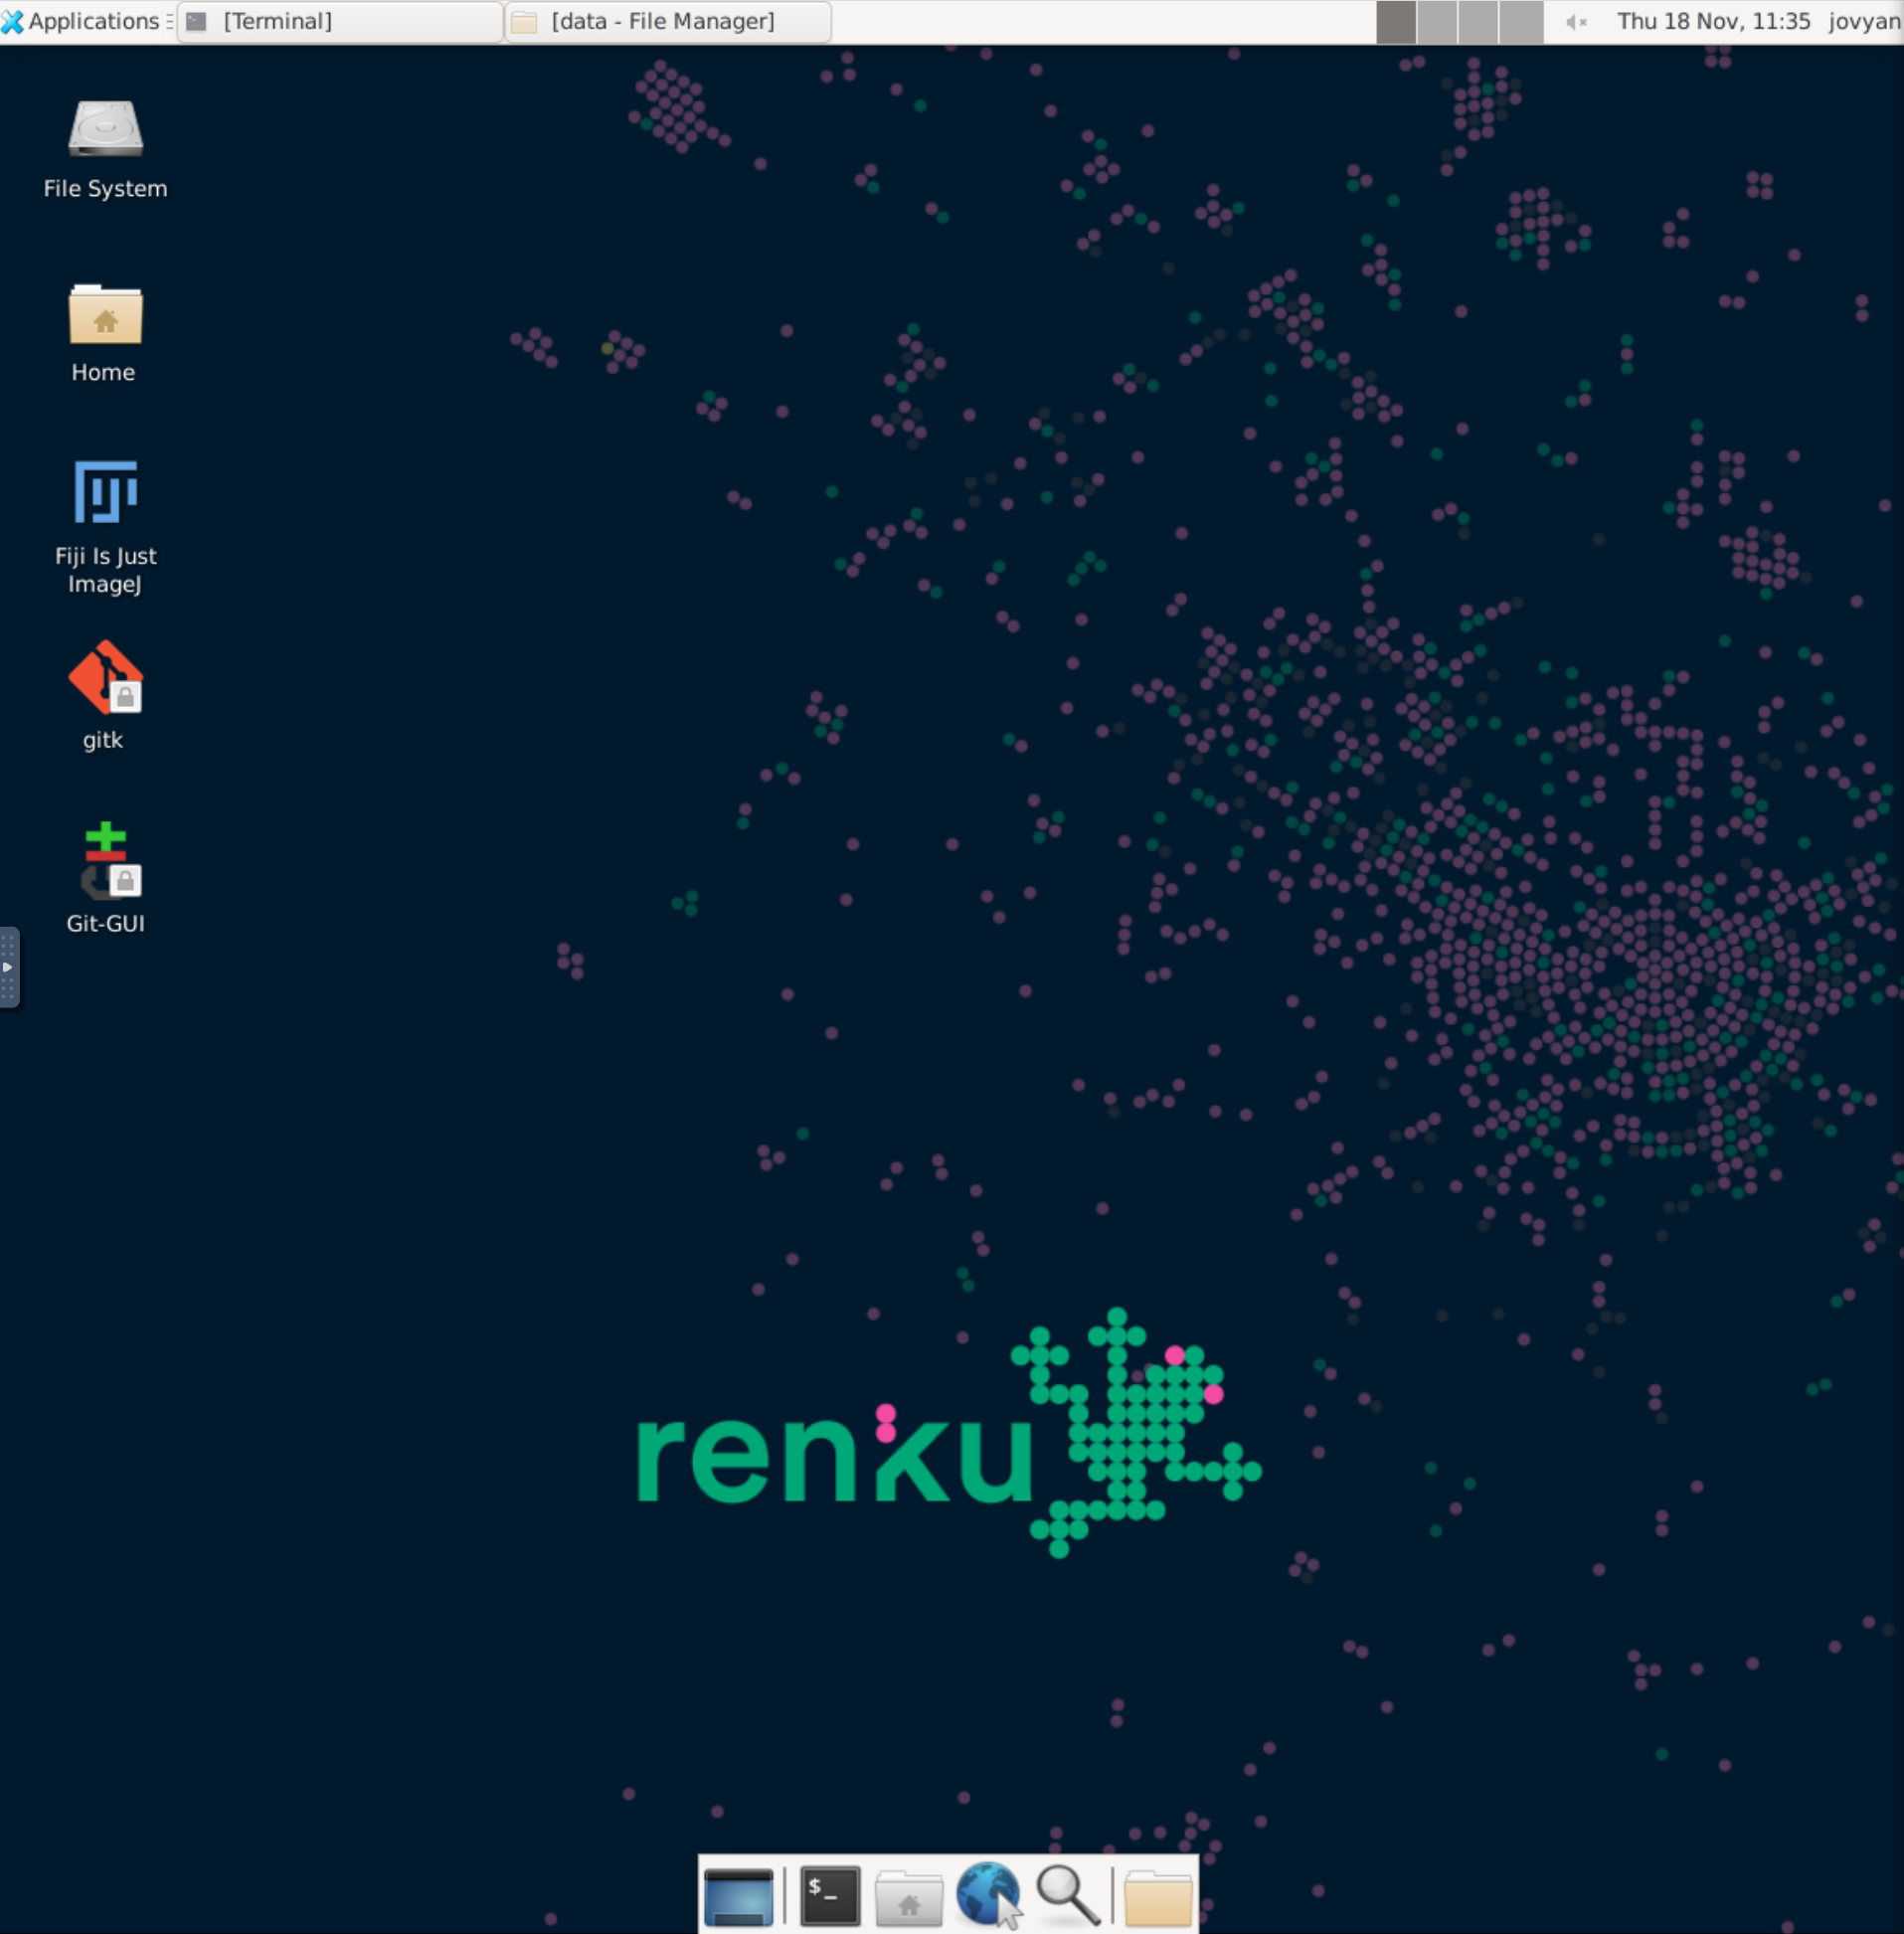 Applications
[Terminal]
[data - File Manager]
Thu 18 Nov, 11:35
jovyan
File System
Home
Fiji Is Just
ImageJ
gitk
Git-GUI
renku
$_